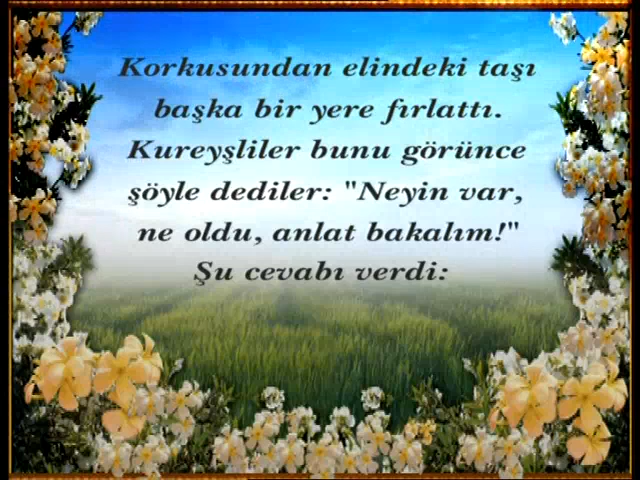 Korkusundan elindeki taşı
başka bir yere fırlattı.
Kureyşliler bunu görünce
şöyle dediler: "Neyin var,
ne oldu, anlat bakalım!"
Şu cevabı verdi: